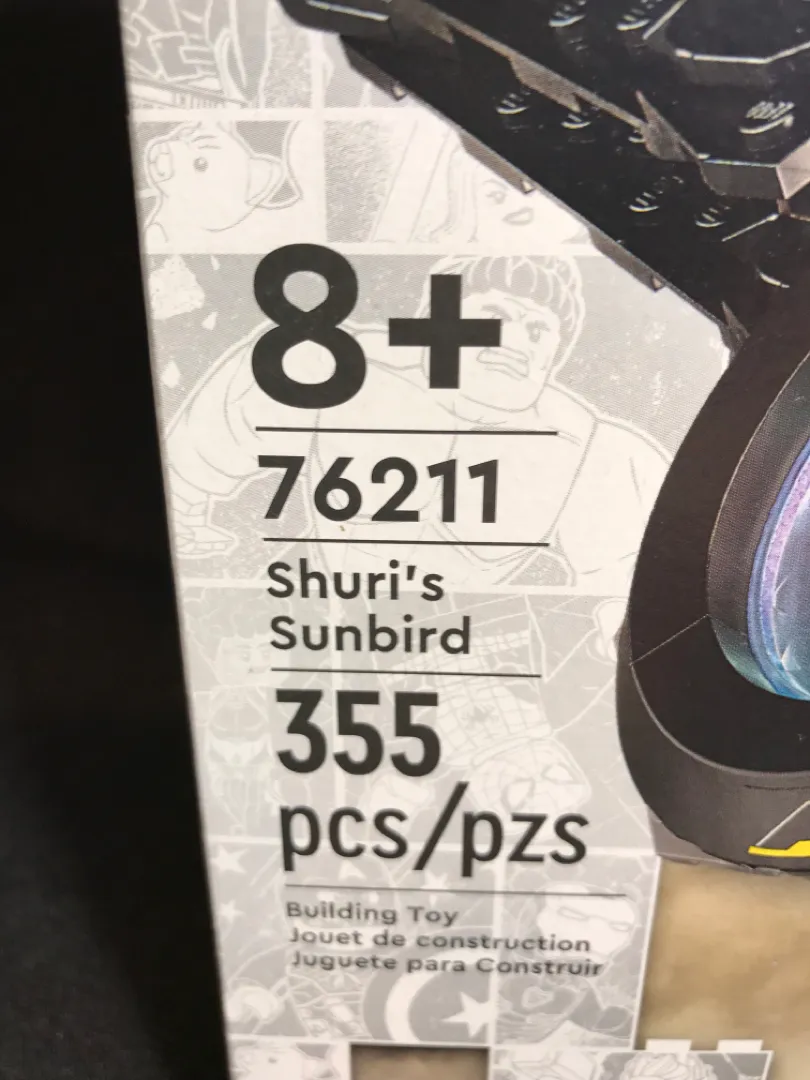 8+
76211
Shuri's
Sunbird
355
pcs/pzs
Building Toy
Jouet de construction
Juguete para Construir